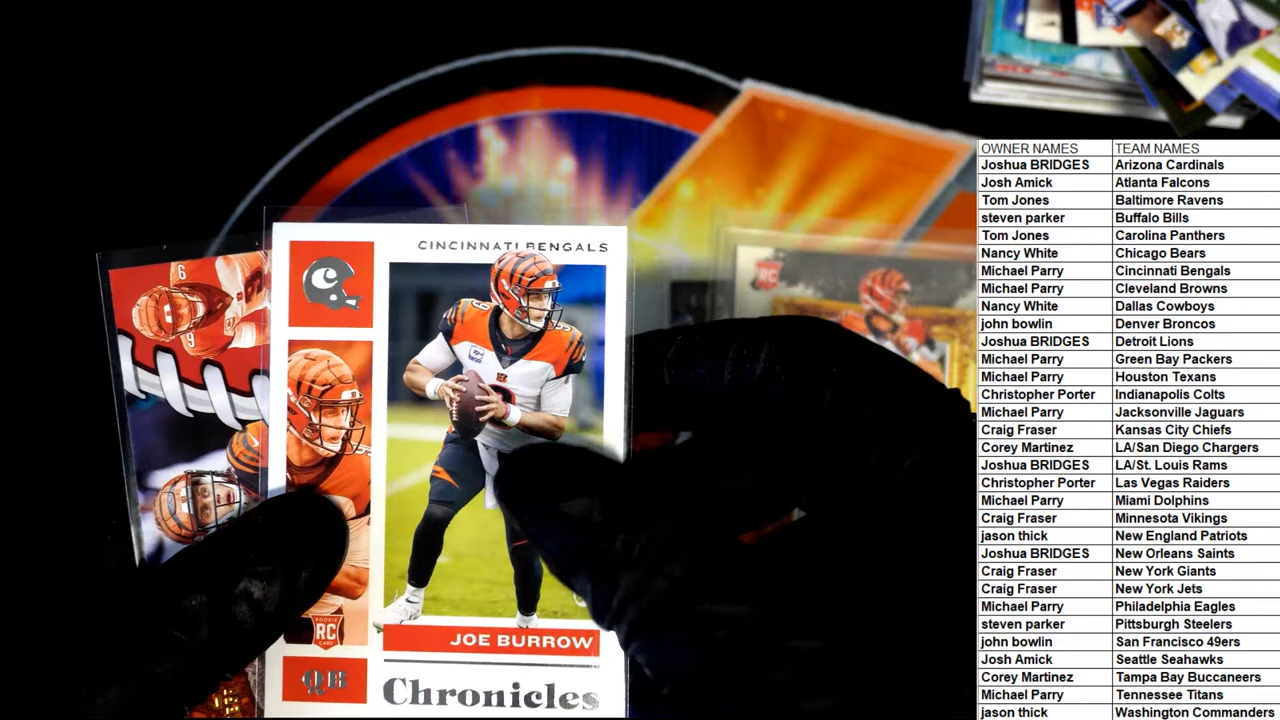 CINCINNATI BENGALS
9
6
RC
ROOKIE
RC
CARD
JOE BURROW
QB
Chronicles
OWNER NAMES TEAM NAMES
Joshua BRIDGES Arizona Cardinals
Josh Amick Atlanta Falcons
Tom Jones Baltimore Ravens
steven parker Buffalo Bills
Tom Jones Carolina Panthers
Nancy White Chicago Bears
Michael Parry Cincinnati Bengals
Michael Parry Cleveland Browns
Nancy White Dallas Cowboys
john bowlin Denver Broncos
Joshua BRIDGES Detroit Lions
Michael Parry Green Bay Packers
Michael Parry Houston Texans
Christopher Porter Indianapolis Colts
Michael Parry Jacksonville Jaguars
Craig Fraser Kansas City Chiefs
Corey Martinez LA/San Diego Chargers
Joshua BRIDGES LA/St. Louis Rams
Christopher Porter Las Vegas Raiders
Michael Parry Miami Dolphins
Craig Fraser Minnesota Vikings
jason thick New England Patriots
Joshua BRIDGES New Orleans Saints
Craig Fraser New York Giants
Craig Fraser New York Jets
Michael Parry Philadelphia Eagles
steven parker Pittsburgh Steelers
john bowlin San Francisco 49ers
Josh Amick Seattle Seahawks
Corey Martinez Tampa Bay Buccaneers
Michael Parry Tennessee Titans
jason thick Washington Commanders